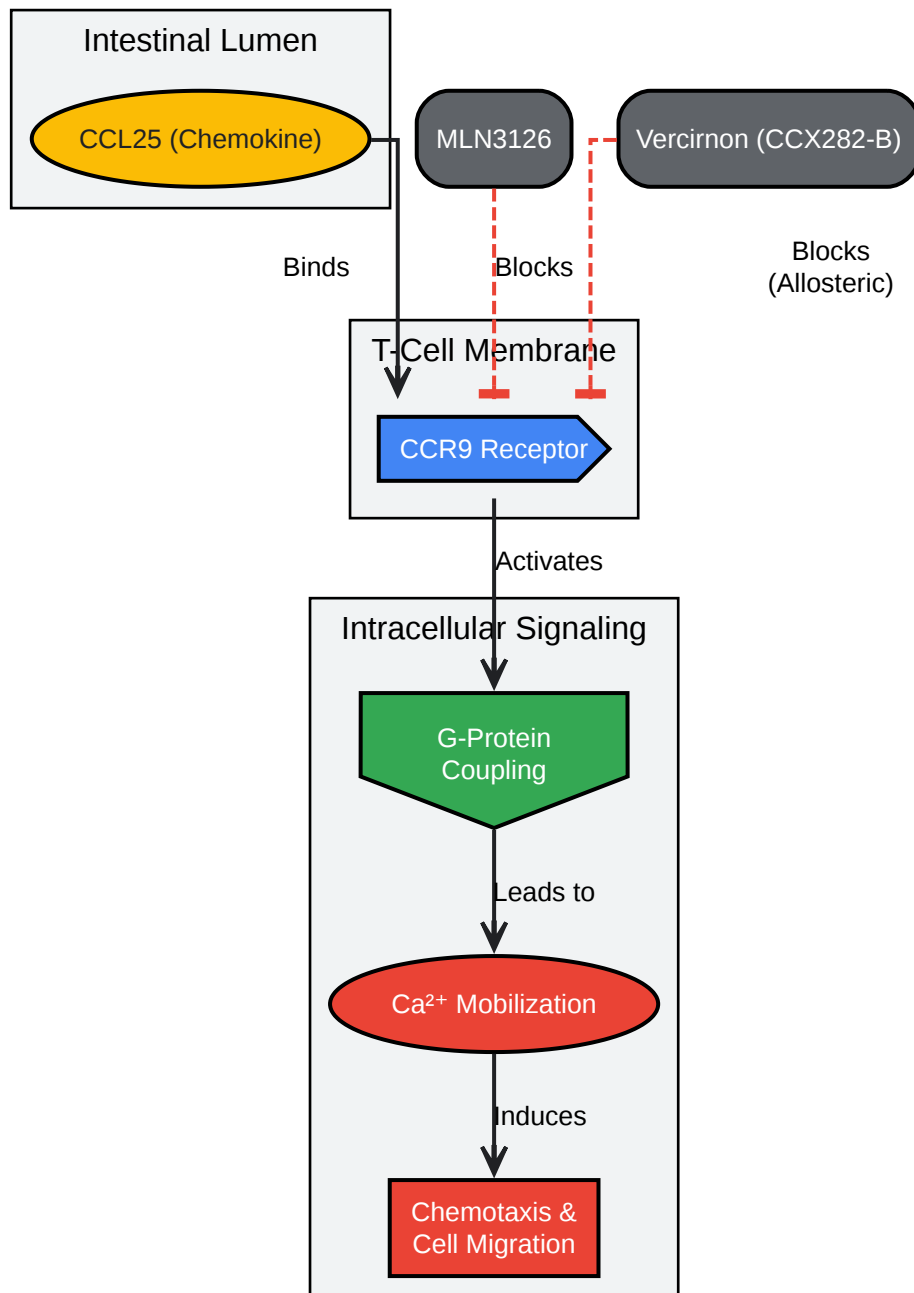 Intestinal Lumen
CCL25 (Chemokine)
MLN3126
Vercirnon (CCX282-B)
Binds
Blocks
Blocks
(Allosteric)
T-Cell Membrane
CCR9 Receptor
Activates
Intracellular Signaling
G-Protein
Coupling
Leads to
Ca²⁺ Mobilization
Induces
Chemotaxis &
Cell Migration